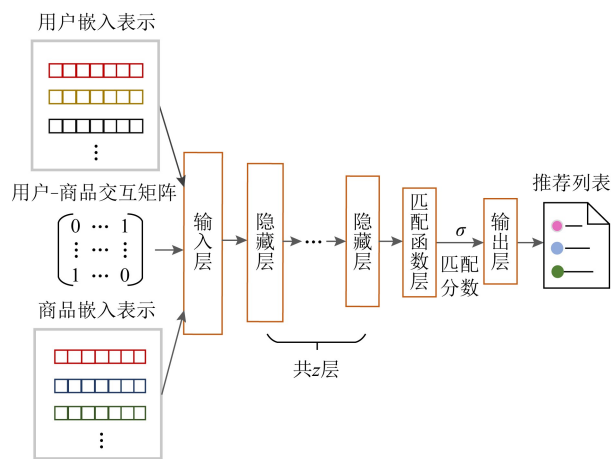 用户嵌入表示
⋮
用户-商品交互矩阵
0 ⋯ 1
⋮ ⋯ ⋮
1 ⋯ 0
商品嵌入表示
⋮
输入层
隐藏层
⋯
隐藏层
共z层
匹配函数层
σ
匹配
分数
输出层
推荐列表